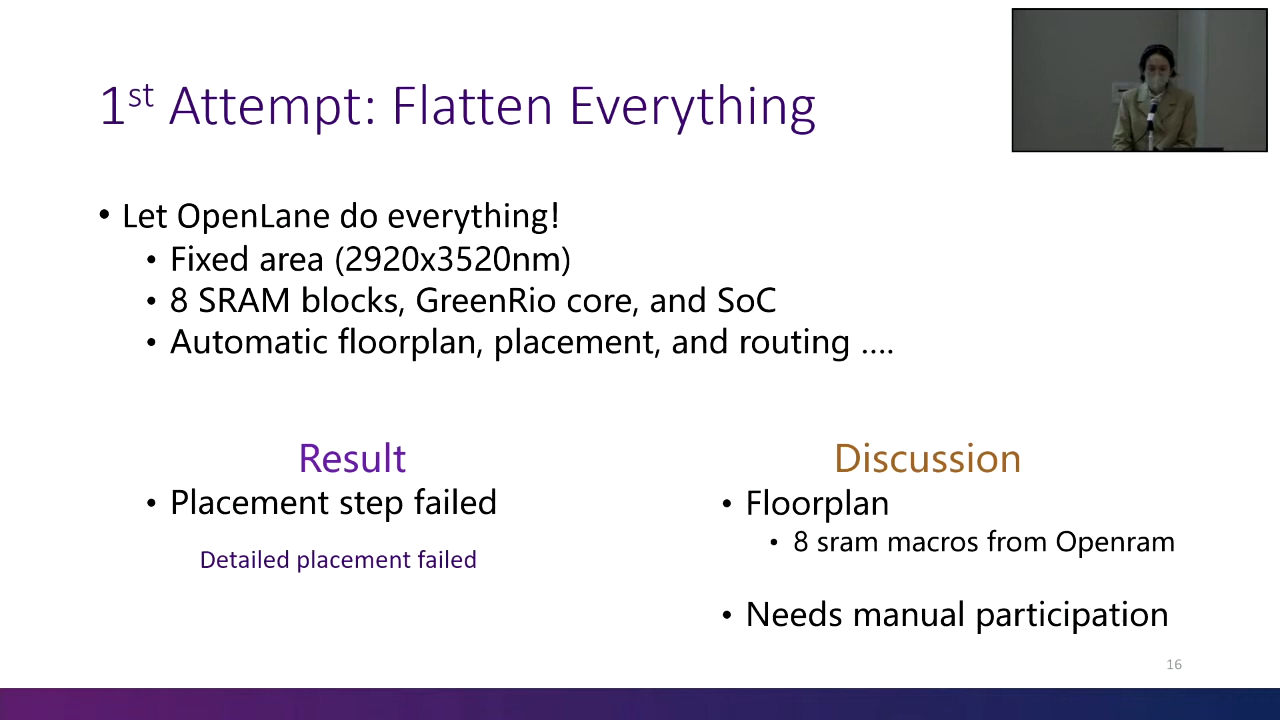 1st Attempt: Flatten Everything
• Let OpenLane do everything!
• Fixed area (2920x3520nm)
• 8 SRAM blocks, GreenRio core, and SoC
• Automatic floorplan, placement, and routing ....
Result
• Placement step failed
Detailed placement failed
Discussion
• Floorplan
• 8 sram macros from Openram
• Needs manual participation
16